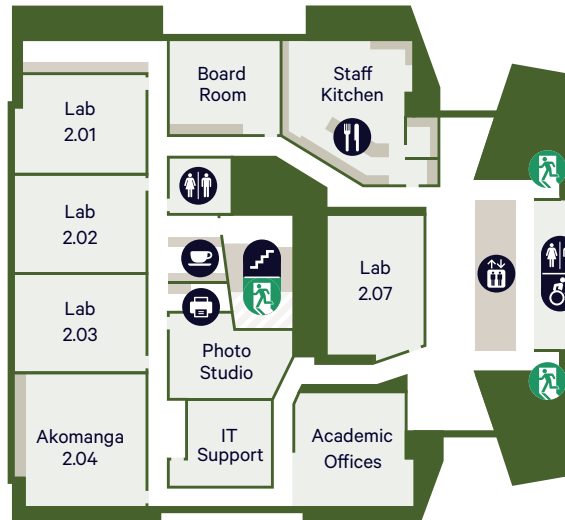 Board
Room
Staff
Kitchen
Lab
2.01
Lab
2.02
Lab
2.07
Lab
2.03
Photo
Studio
Akomanga
2.04
IT
Support
Academic
Offices